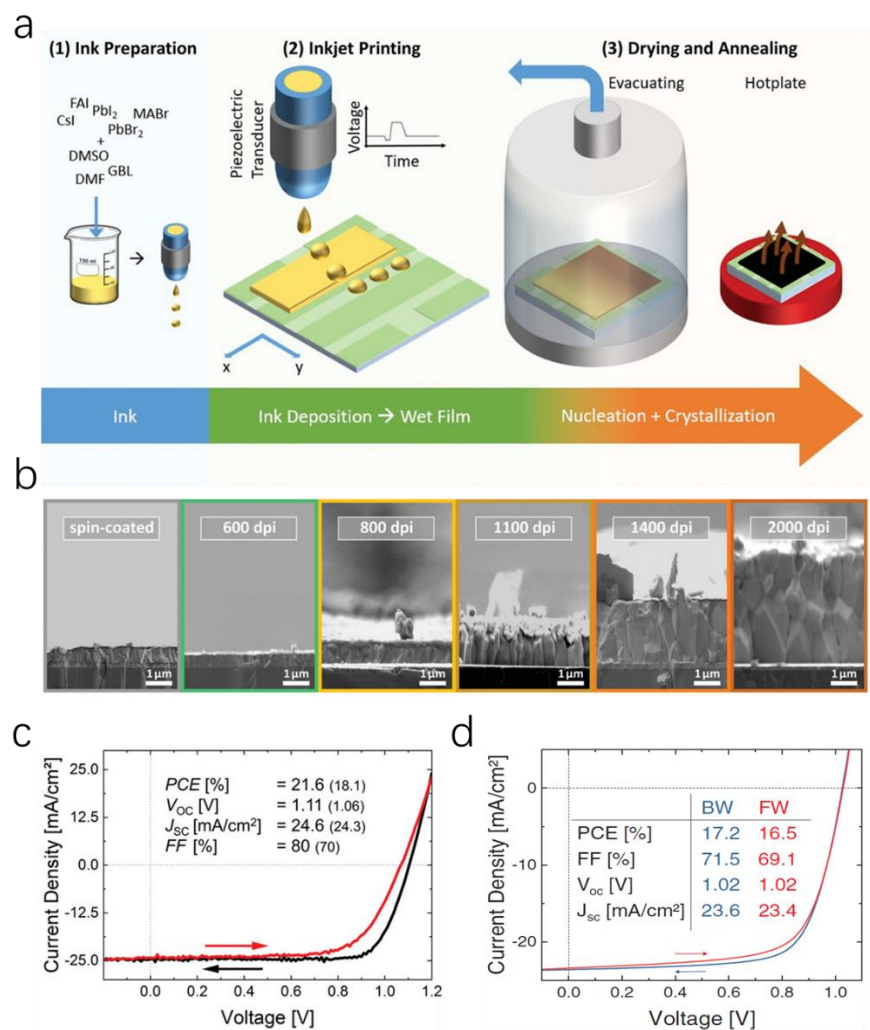 a
(1) Ink Preparation
(2) Inkjet Printing
(3) Drying and Annealing
Evacuating
Hotplate
FAI
PbI₂
MABr
CsI
PbBr₂
+
DMSO
GBL
DMF
150 ml
→
Piezoelectric
Transducer
Voltage
Time
x
y
Ink
Ink Deposition → Wet Film
Nucleation + Crystallization
b
spin-coated
600 dpi
800 dpi
1100 dpi
1400 dpi
2000 dpi
1 µm
1 µm
1 µm
1 µm
1 µm
1 µm
c
Current Density [mA/cm²]
25.0
12.5
0.0
-12.5
-25.0
PCE [%] = 21.6 (18.1)
V_OC [V] = 1.11 (1.06)
J_SC [mA/cm²] = 24.6 (24.3)
FF [%] = 80 (70)
0.0 0.2 0.4 0.6 0.8 1.0 1.2
Voltage [V]
d
Current Density [mA/cm²]
0
-10
-20
BW FW
PCE [%] 17.2 16.5
FF [%] 71.5 69.1
V_oc [V] 1.02 1.02
J_sc [mA/cm²] 23.6 23.4
0.0 0.2 0.4 0.6 0.8 1.0
Voltage [V]